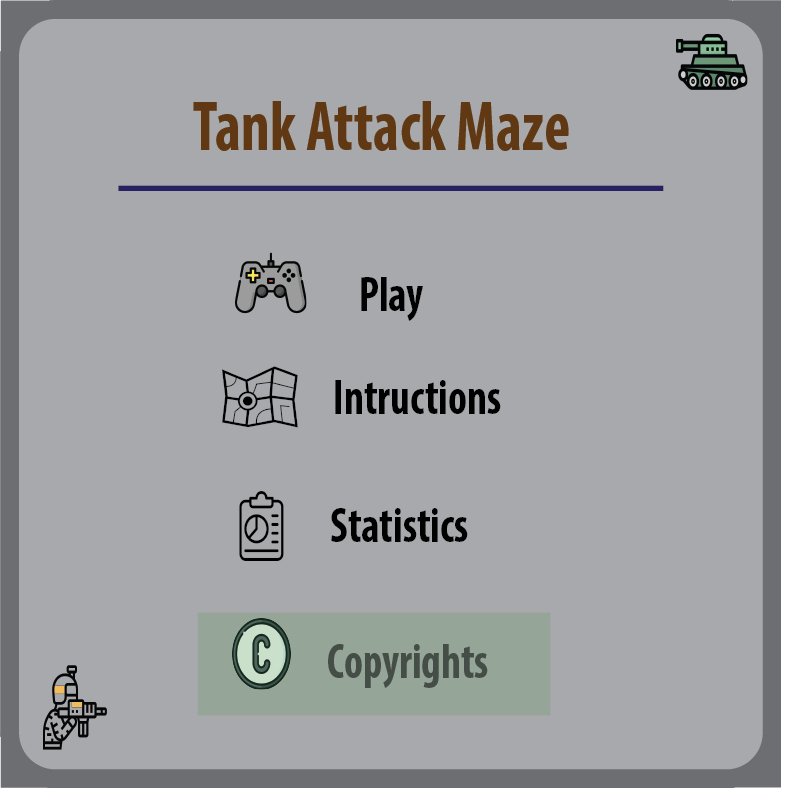 Tank Attack Maze
Play
Intructions
Statistics
C
Copyrights